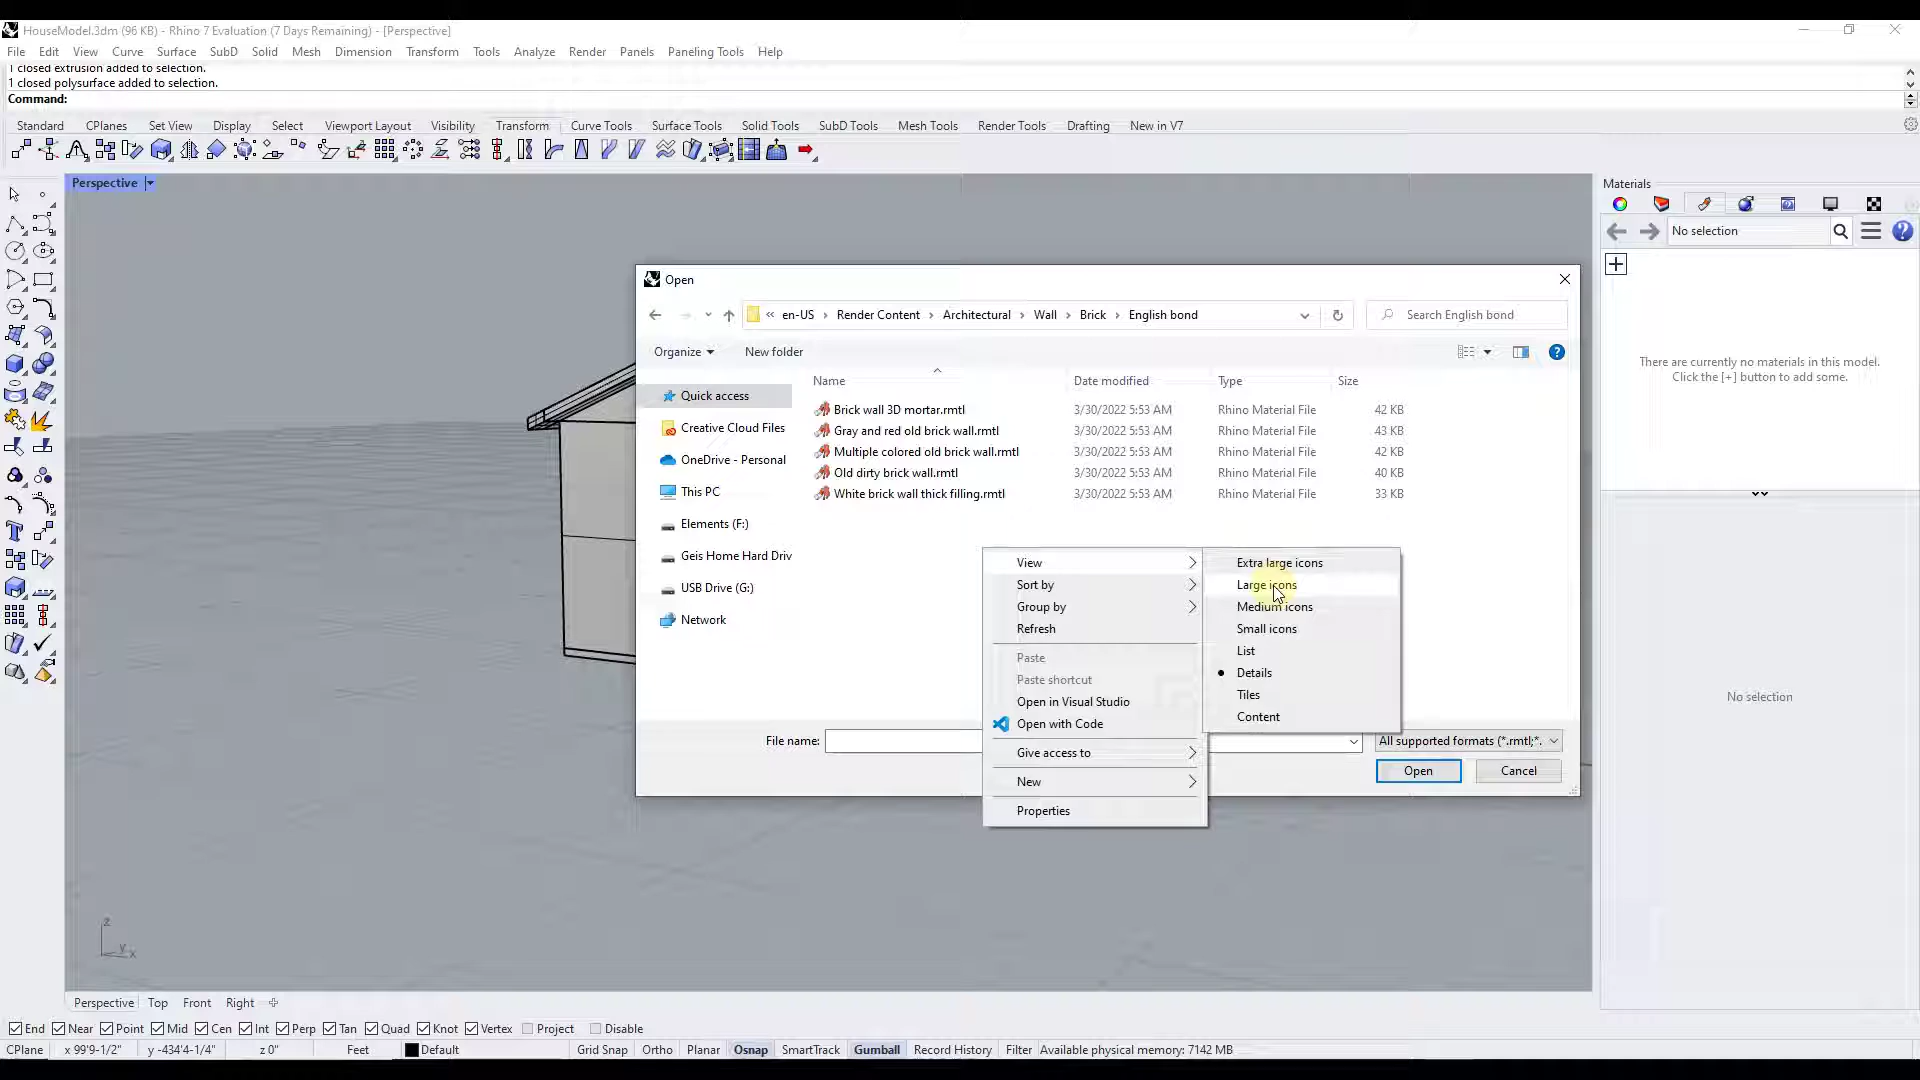 HouseModel.3dm (96 KB) - Rhino 7 Evaluation (7 Days Remaining) - [Perspective]
File Edit View Curve Surface SubD Solid Mesh Dimension Transform Tools Analyze Render Panels Paneling Tools Help
1 closed extrusion added to selection.
1 closed polysurface added to selection.
Command:
Standard CPlanes Set View Display Select Viewport Layout Visibility Transform Curve Tools Surface Tools Solid Tools SubD Tools Mesh Tools Render Tools Drafting New in V7
Perspective
Materials
No selection
There are currently no materials in this model.
Click the [+] button to add some.
No selection
Open
« en-US › Render Content › Architectural › Wall › Brick › English bond
Search English bond
Organize New folder
Name Date modified Type Size
Quick access
Creative Cloud Files
OneDrive - Personal
This PC
Elements (F:)
Geis Home Hard Driv
USB Drive (G:)
Network
Brick wall 3D mortar.rmtl 3/30/2022 5:53 AM Rhino Material File 42 KB
Gray and red old brick wall.rmtl 3/30/2022 5:53 AM Rhino Material File 43 KB
Multiple colored old brick wall.rmtl 3/30/2022 5:53 AM Rhino Material File 42 KB
Old dirty brick wall.rmtl 3/30/2022 5:53 AM Rhino Material File 40 KB
White brick wall thick filling.rmtl 3/30/2022 5:53 AM Rhino Material File 33 KB
View
Sort by
Group by
Refresh
Paste
Paste shortcut
Open in Visual Studio
Open with Code
Give access to
New
Properties
Extra large icons
Large icons
Medium icons
Small icons
List
Details
Tiles
Content
File name:
All supported formats (*.rmtl;*.
Open Cancel
z
y
x
Perspective Top Front Right
End Near Point Mid Cen Int Perp Tan Quad Knot Vertex Project Disable
CPlane x 99'9-1/2" y -434'4-1/4" z 0" Feet Default Grid Snap Ortho Planar Osnap SmartTrack Gumball Record History Filter Available physical memory: 7142 MB